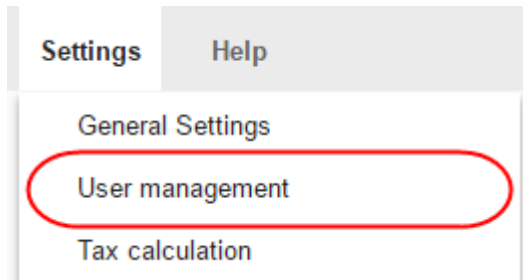 Settings Help
General Settings
User management
Tax calculation